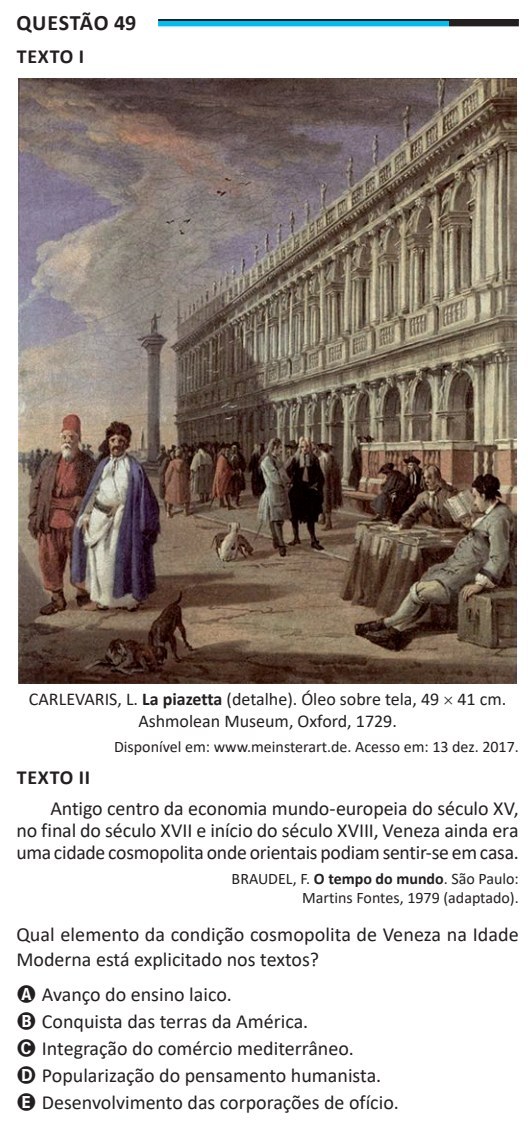 QUESTÃO 49
TEXTO I
CARLEVARIS, L. La piazetta (detalhe). Óleo sobre tela, 49 × 41 cm.
Ashmolean Museum, Oxford, 1729.
Disponível em: www.meinsterart.de. Acesso em: 13 dez. 2017.
TEXTO II
Antigo centro da economia mundo-europeia do século XV,
no final do século XVII e início do século XVIII, Veneza ainda era
uma cidade cosmopolita onde orientais podiam sentir-se em casa.
BRAUDEL, F. O tempo do mundo. São Paulo:
Martins Fontes, 1979 (adaptado).
Qual elemento da condição cosmopolita de Veneza na Idade
Moderna está explicitado nos textos?
A Avanço do ensino laico.
B Conquista das terras da América.
C Integração do comércio mediterrâneo.
D Popularização do pensamento humanista.
E Desenvolvimento das corporações de ofício.